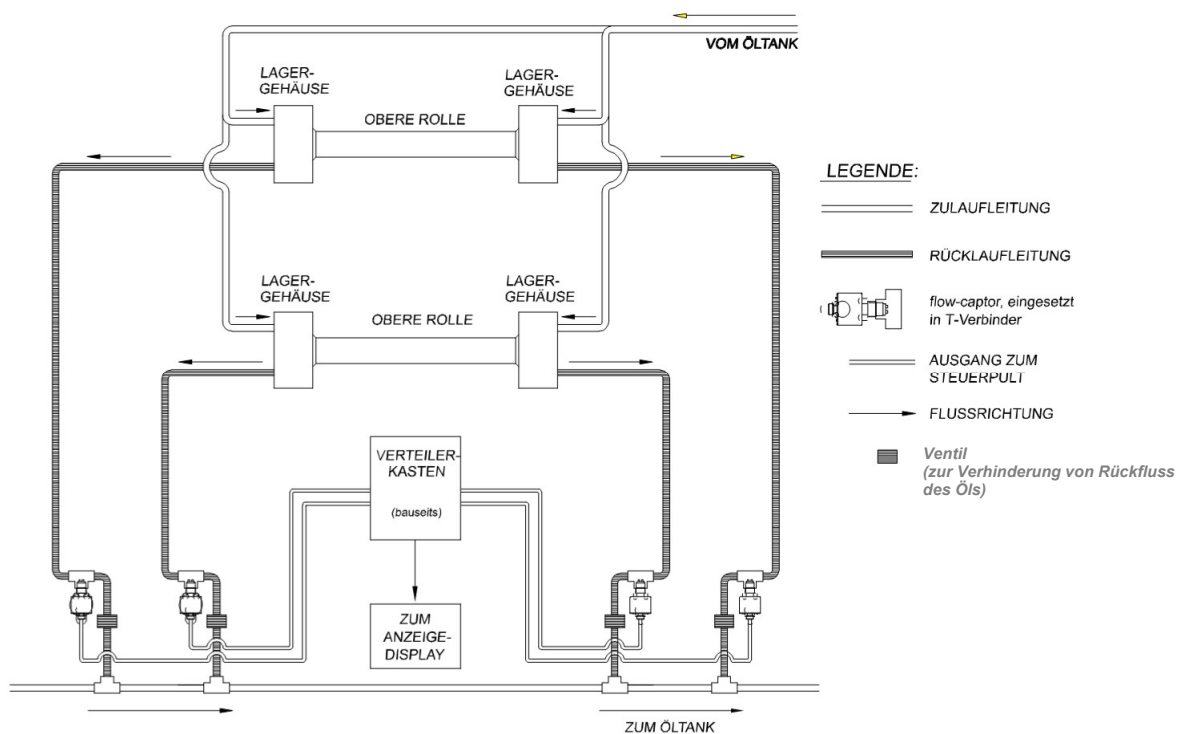 VOM ÖLTANK
LAGER-
GEHÄUSE
LAGER-
GEHÄUSE
OBERE ROLLE
LAGER-
GEHÄUSE
LAGER-
GEHÄUSE
OBERE ROLLE
VERTEILER-
KASTEN
(bauseits)
ZUM
ANZEIGE-
DISPLAY
ZUM ÖLTANK
LEGENDE:
ZULAUFLEITUNG
RÜCKLAUFLEITUNG
flow-captor, eingesetzt
in T-Verbinder
AUSGANG ZUM
STEUERPULT
FLUSSRICHTUNG
Ventil
(zur Verhinderung von Rückfluss
des Öls)